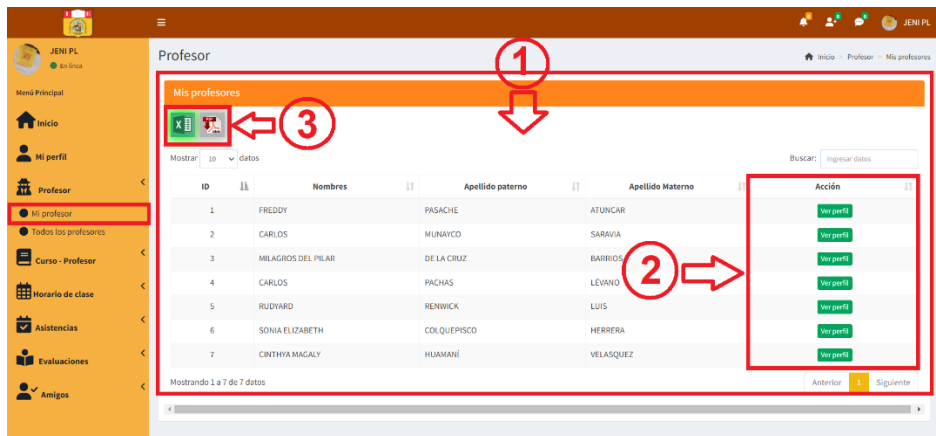 JENI PL
JENI PL
En línea
Profesor
Inicio > Profesor > Mis profesores
Menú Principal
Inicio
Mi perfil
Profesor
Mi profesor
Todos los profesores
Curso - Profesor
Horario de clase
Asistencias
Evaluaciones
Amigos
1
Mis profesores
3
Mostrar 10 datos
Buscar: Ingresar datos
ID Nombres Apellido paterno Apellido Materno Acción
1 FREDDY PASACHE ATUNCAR Ver perfil
2 CARLOS MUNAYCO SARAVIA Ver perfil
3 MILAGROS DEL PILAR DE LA CRUZ BARRIOS Ver perfil
4 CARLOS PACHAS LÉVANO Ver perfil
5 RUDYARD RENWICK LUIS Ver perfil
6 SONIA ELIZABETH COLQUEPISCO HERRERA Ver perfil
7 CINTHYA MAGALY HUAMANÍ VELASQUEZ Ver perfil
2
Mostrando 1 a 7 de 7 datos
Anterior 1 Siguiente